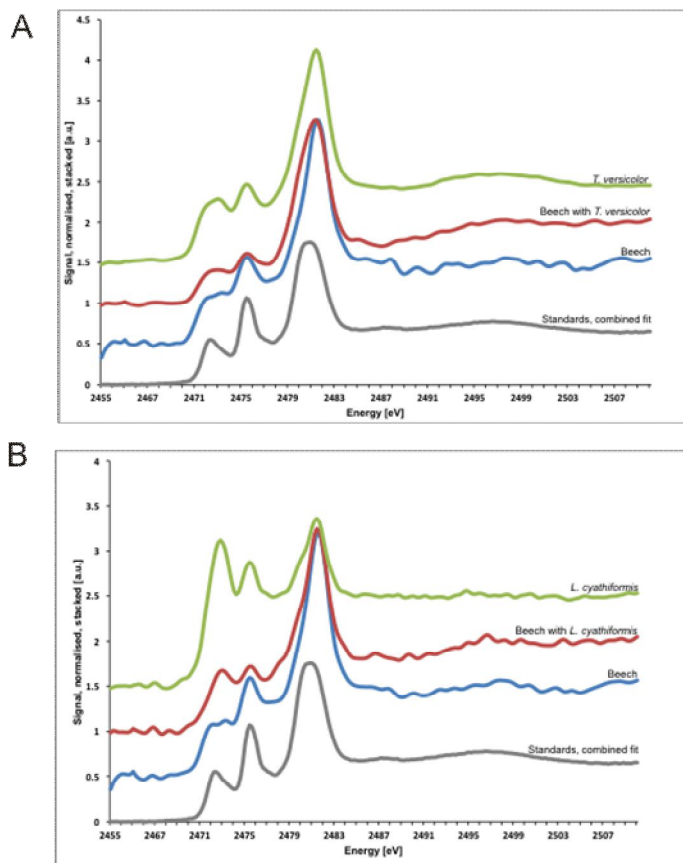 A
Signal, normalised, stacked [a.u.]
4.5
4
3.5
3
2.5
2
1.5
1
0.5
0
T. versicolor
Beech with T. versicolor
Beech
Standards, combined fit
2455 2467 2471 2475 2479 2483 2487 2491 2495 2499 2503 2507
Energy [eV]
B
Signal, normalised, stacked [a.u.]
4
3.5
3
2.5
2
1.5
1
0.5
0
L. cyathiformis
Beech with L. cyathiformis
Beech
Standards, combined fit
2455 2467 2471 2475 2479 2483 2487 2491 2495 2499 2503 2507
Energy [eV]